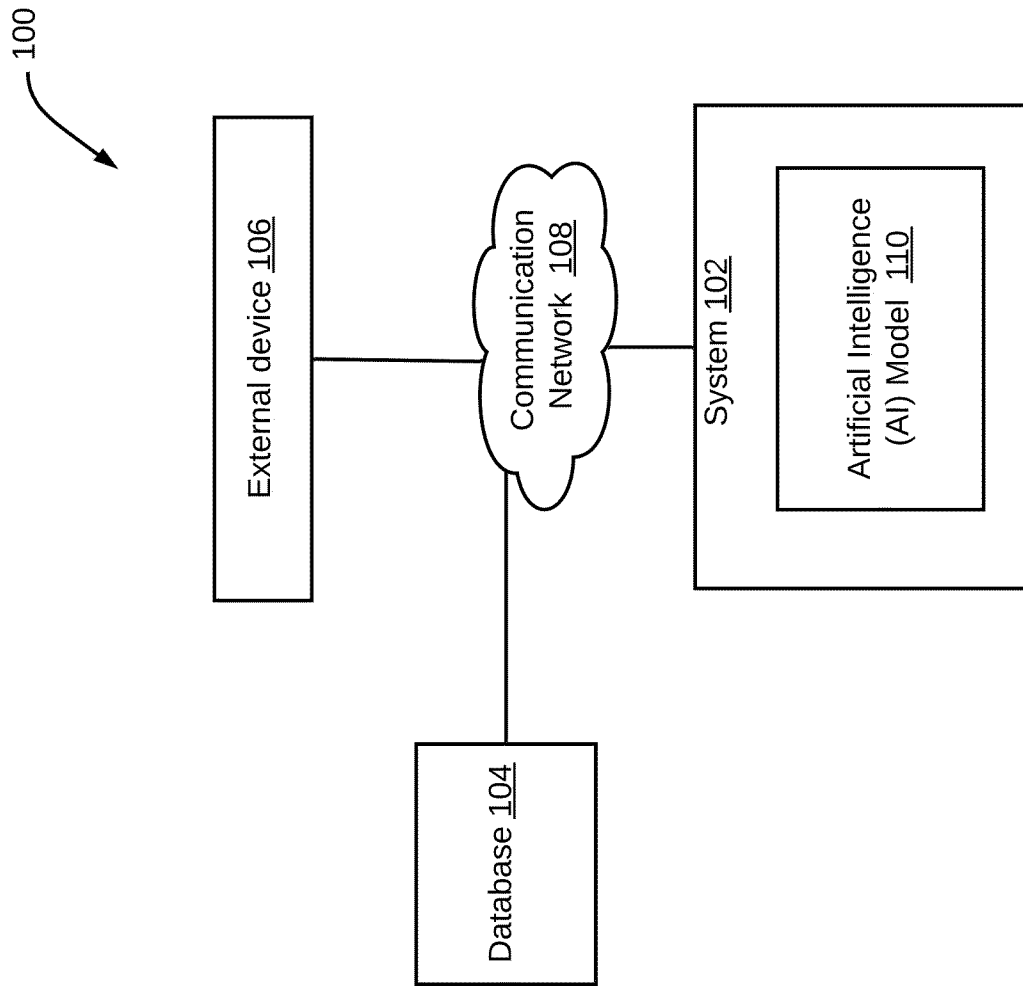 100
External device 106
Communication
Network 108
Database 104
System 102
Artificial Intelligence
(AI) Model 110